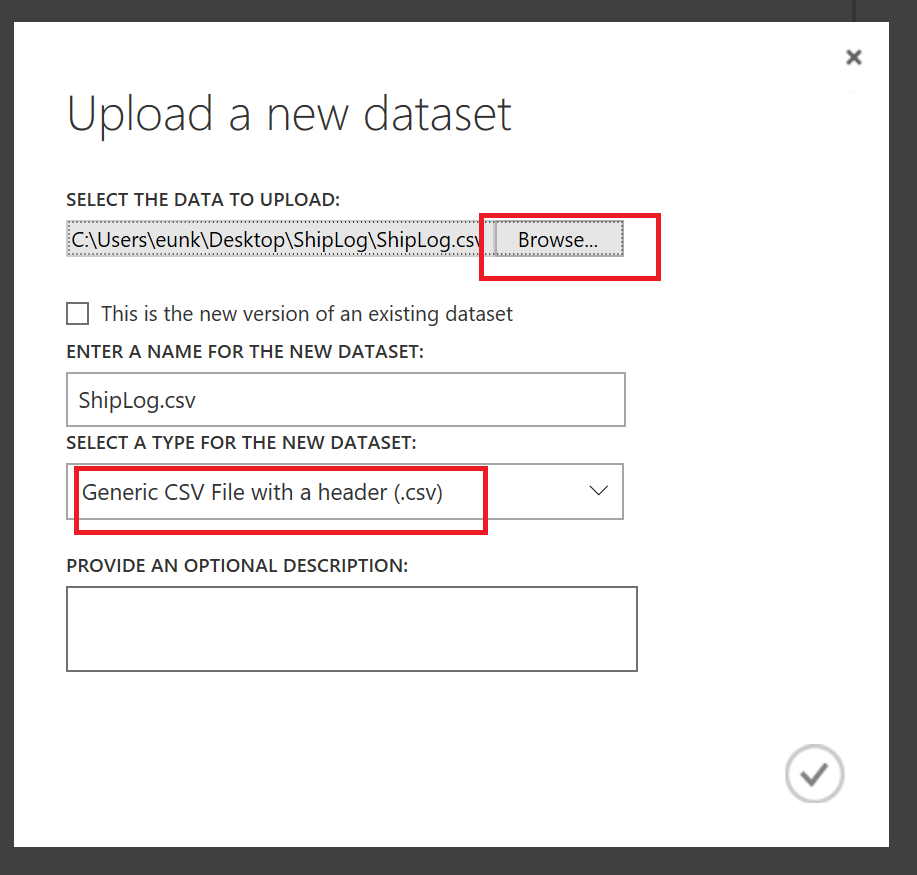 Upload a new dataset
SELECT THE DATA TO UPLOAD:
C:\Users\eunk\Desktop\ShipLog\ShipLog.csv Browse...
This is the new version of an existing dataset
ENTER A NAME FOR THE NEW DATASET:
ShipLog.csv
SELECT A TYPE FOR THE NEW DATASET:
Generic CSV File with a header (.csv)
PROVIDE AN OPTIONAL DESCRIPTION: